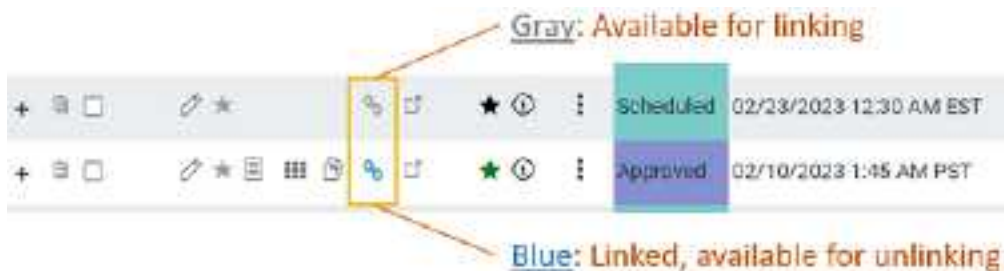 Gray: Available for linking
Scheduled 02/23/2023 12:30 AM EST
Approved 02/10/2023 1:45 AM PST
Blue: Linked, available for unlinking